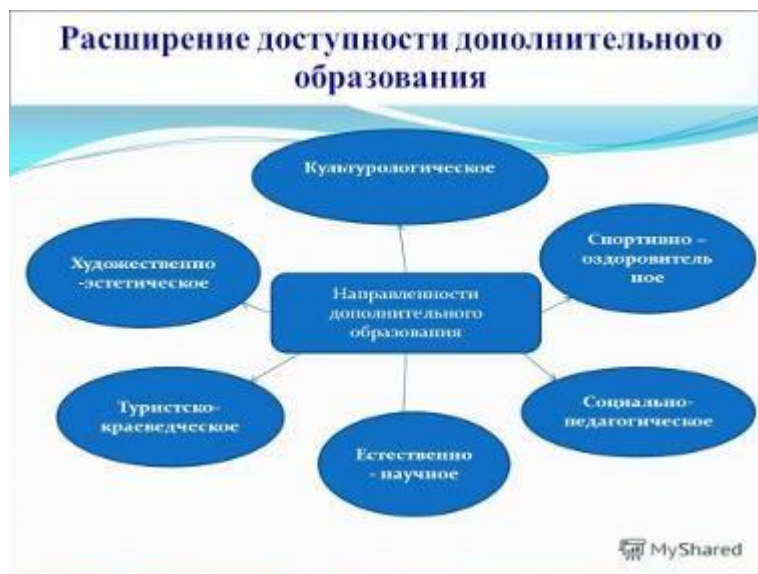 Расширение доступности дополнительного
образования
Культурологическое
Художественно
-эстетическое
Спортивно –
оздоровитель
ное
Направленности
дополнительного
образования
Туристско-
краеведческое
Социально-
педагогическое
Естественно
- научное
MyShared